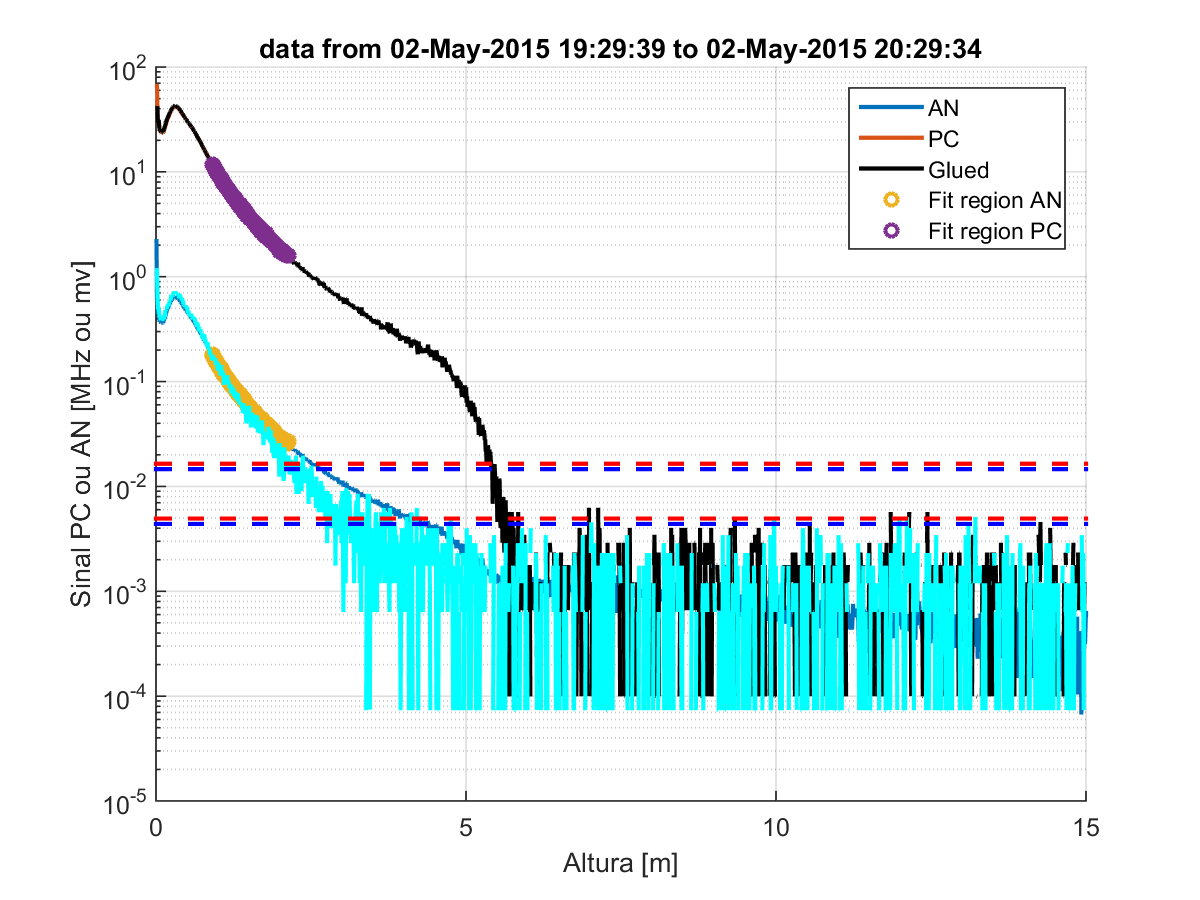 data from 02-May-2015 19:29:39 to 02-May-2015 20:29:34
Sinal PC ou AN [MHz ou mv]
10^2
10^1
10^0
10^-1
10^-2
10^-3
10^-4
10^-5
AN
PC
Glued
Fit region AN
Fit region PC
0 5 10 15
Altura [m]